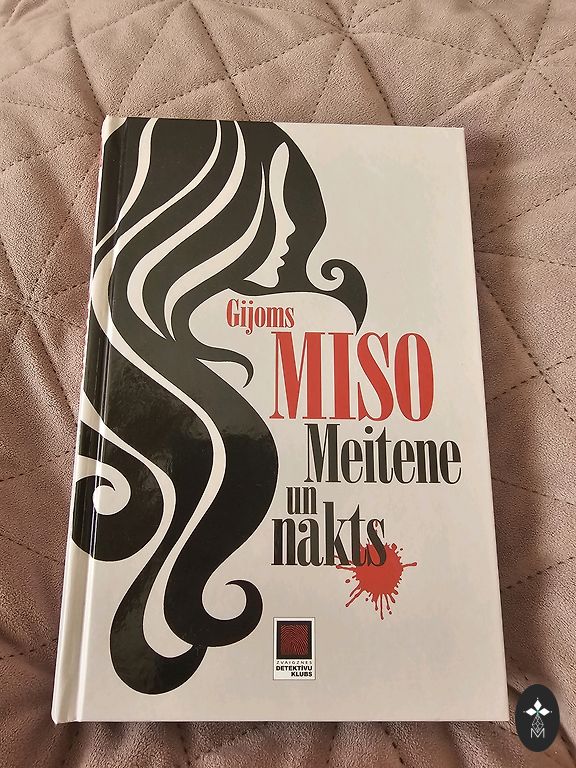 Gijoms
MISO
Meitene
un
nakts
ZVAIGZNES
DETEKTĪVU
KLUBS
M